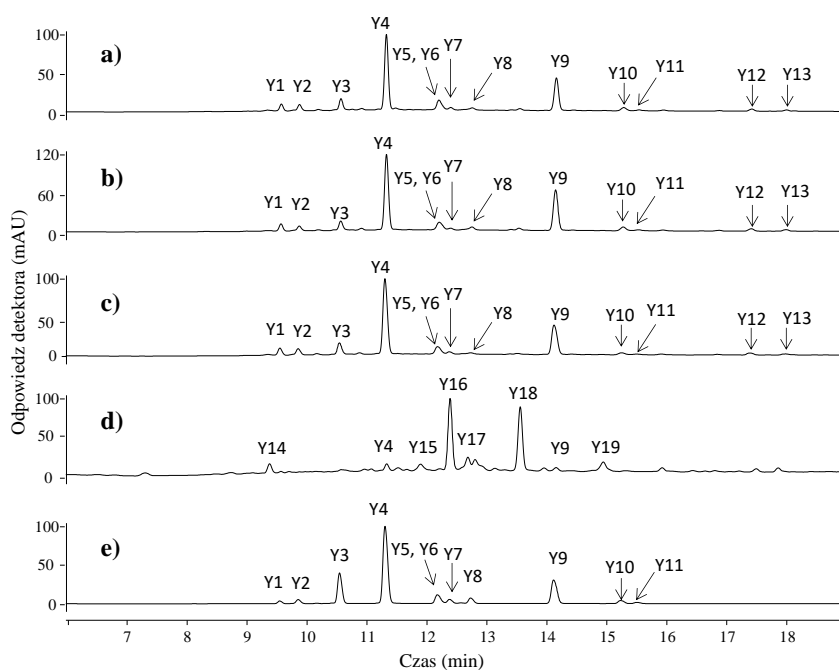 a)
100
50
0
Y1 Y2 Y3 Y4 Y5, Y6 Y7 Y8 Y9 Y10 Y11 Y12 Y13
b)
120
60
0
Y1 Y2 Y3 Y4 Y5, Y6 Y7 Y8 Y9 Y10 Y11 Y12 Y13
c)
100
50
0
Y1 Y2 Y3 Y4 Y5, Y6 Y7 Y8 Y9 Y10 Y11 Y12 Y13
d)
100
50
0
Y14 Y4 Y15 Y16 Y17 Y18 Y9 Y19
e)
100
50
0
Y1 Y2 Y3 Y4 Y5, Y6 Y7 Y8 Y9 Y10 Y11
Odpowiedz detektora (mAU)
7 8 9 10 11 12 13 14 15 16 17 18
Czas (min)